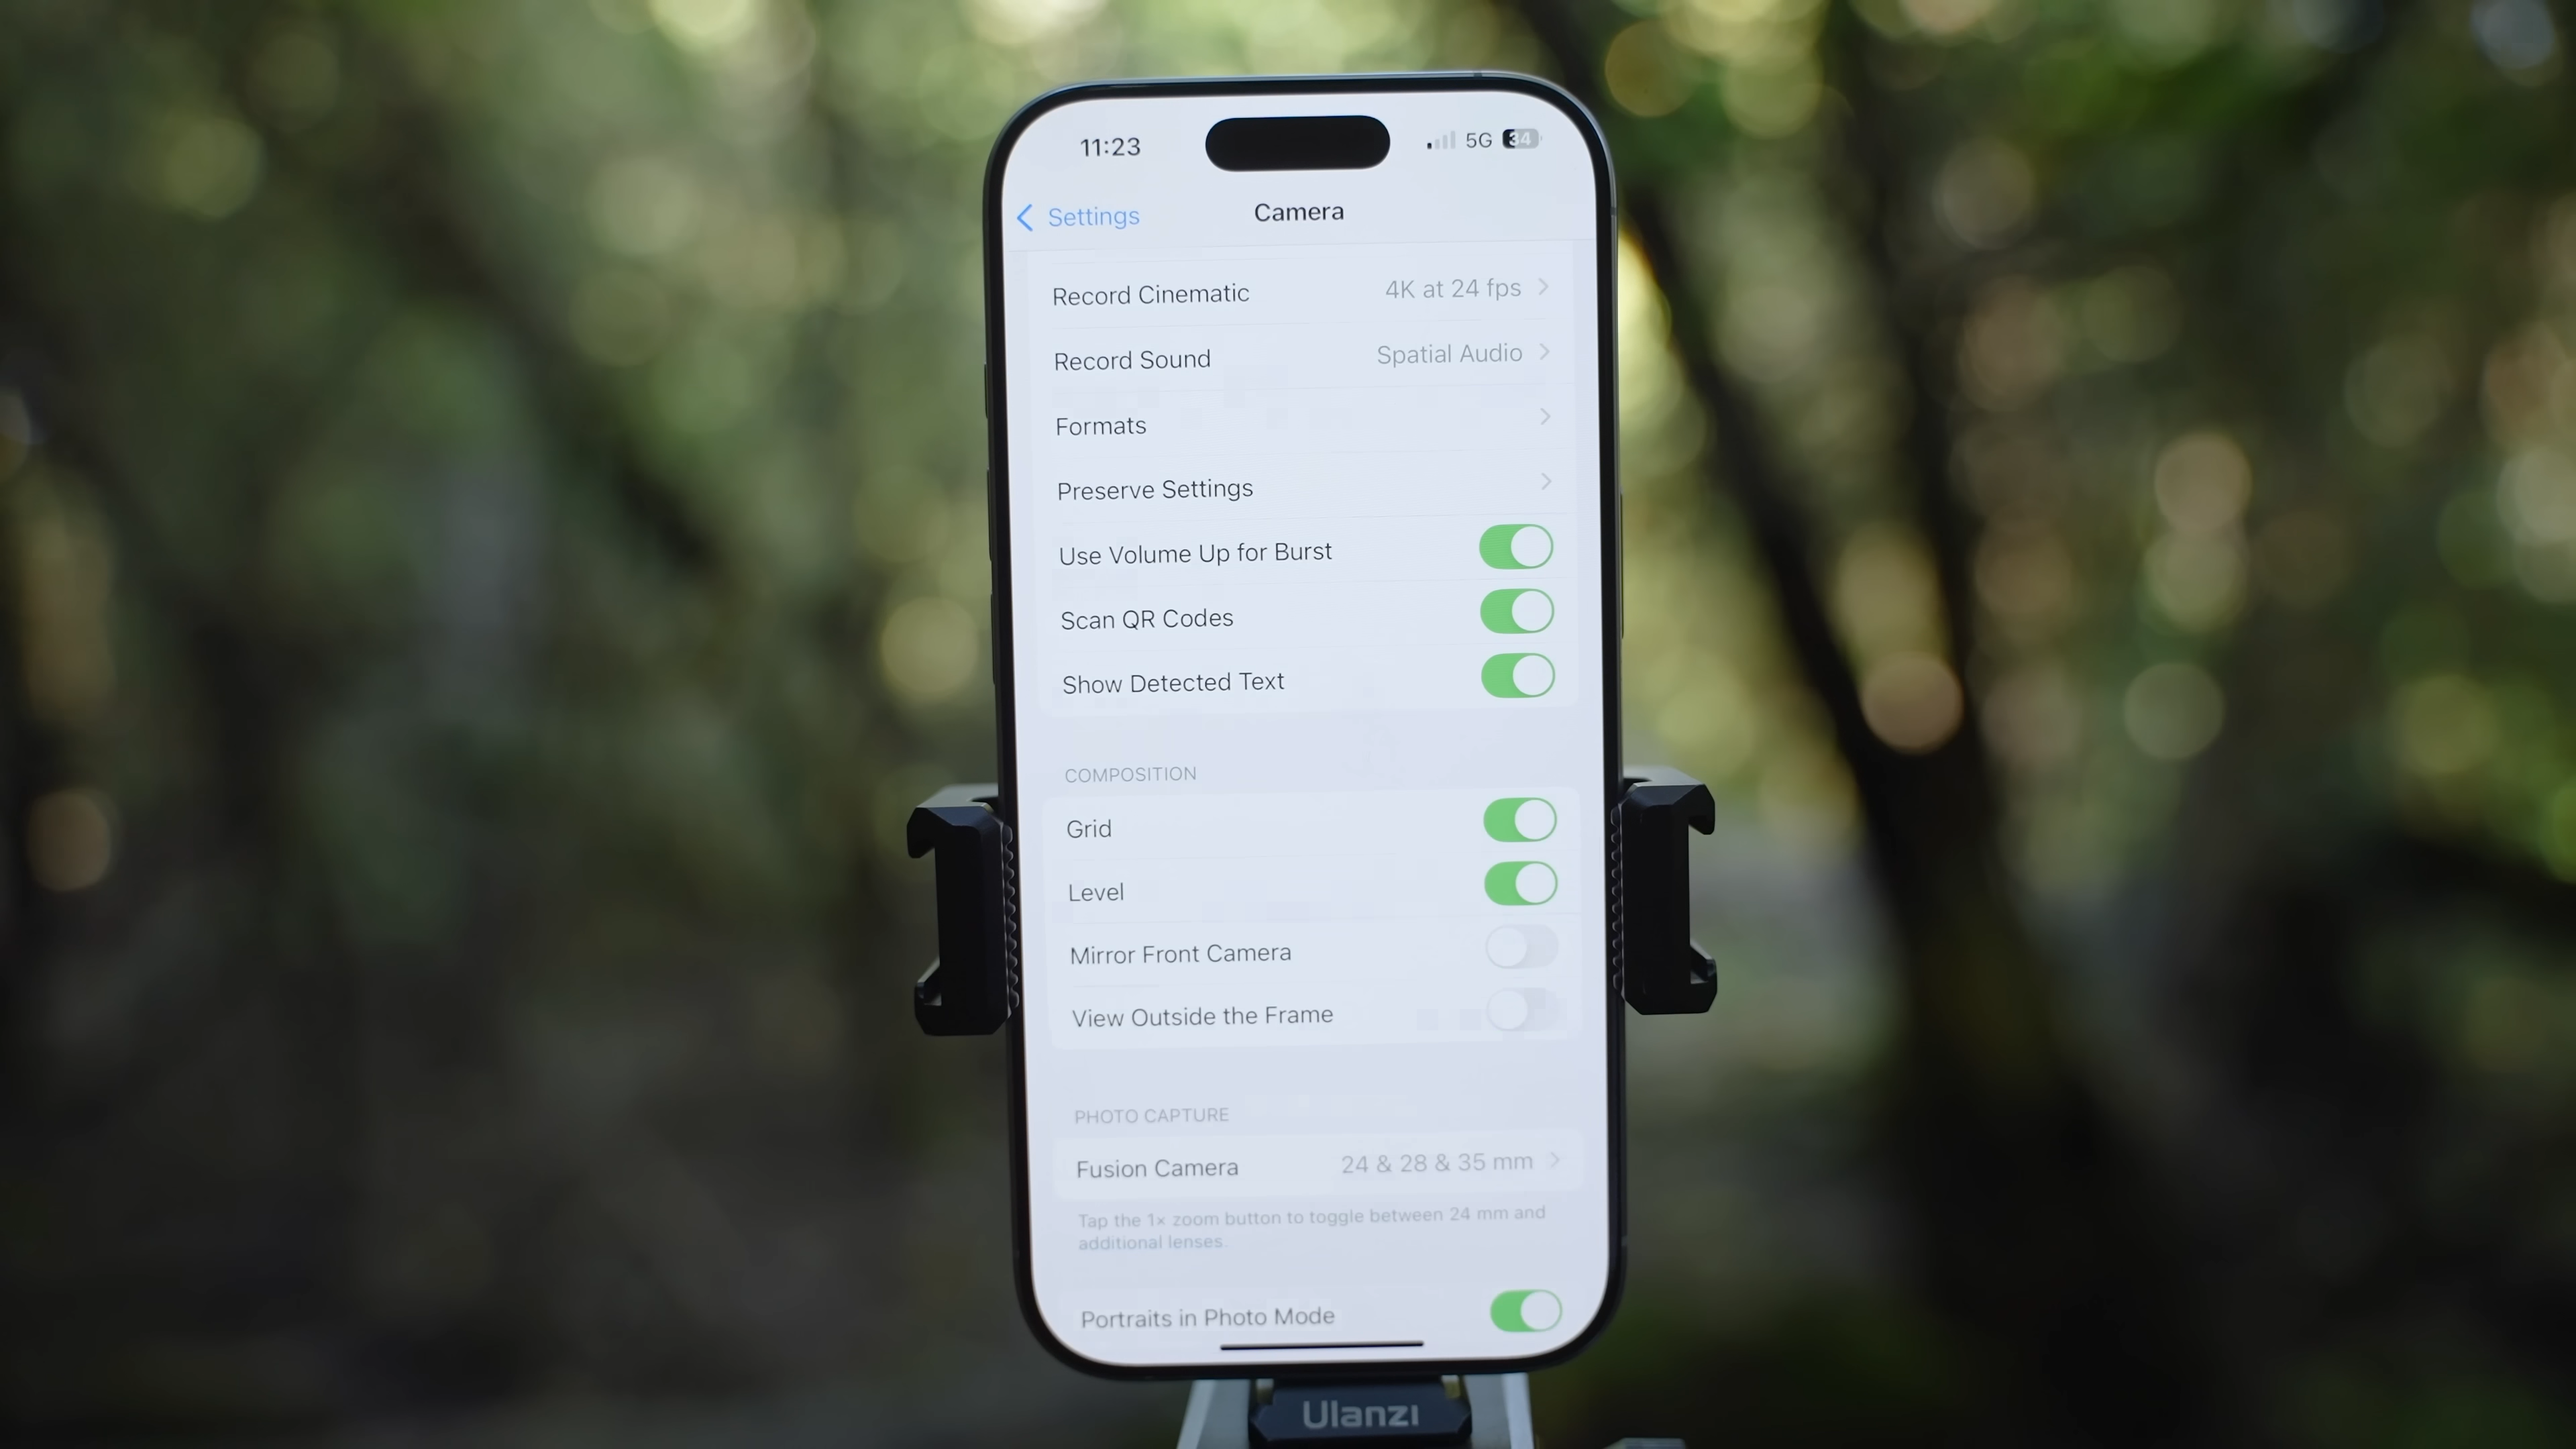 11:23
5G 34
Settings
Camera
Record Cinematic 4K at 24 fps
Record Sound Spatial Audio
Formats
Preserve Settings
Use Volume Up for Burst
Scan QR Codes
Show Detected Text
COMPOSITION
Grid
Level
Mirror Front Camera
View Outside the Frame
PHOTO CAPTURE
Fusion Camera 24 & 28 & 35 mm
Tap the 1× zoom button to toggle between 24 mm and
additional lenses.
Portraits in Photo Mode
Ulanzi